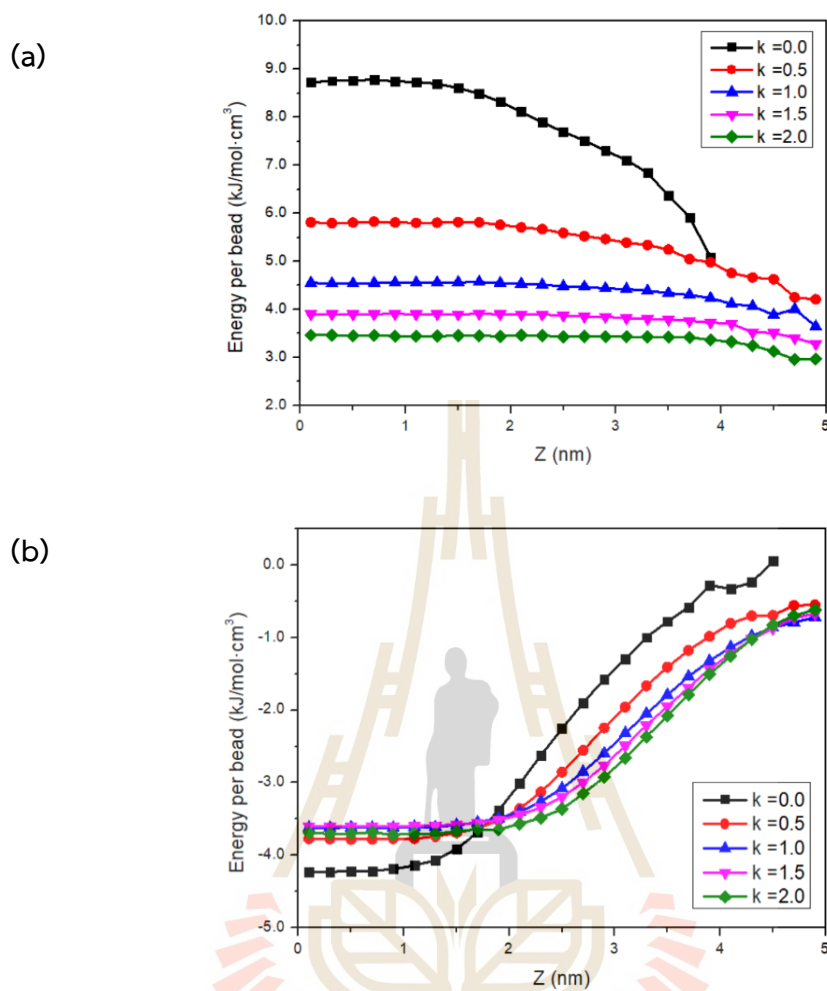 (a)
Energy per bead (kJ/mol·cm³)
10.0
9.0
8.0
7.0
6.0
5.0
4.0
3.0
2.0
k =0.0
k =0.5
k =1.0
k =1.5
k =2.0
0 1 2 3 4 5
Z (nm)
(b)
Energy per bead (kJ/mol·cm³)
0.0
-1.0
-2.0
-3.0
-4.0
-5.0
k =0.0
k =0.5
k =1.0
k =1.5
k =2.0
0 1 2 3 4 5
Z (nm)